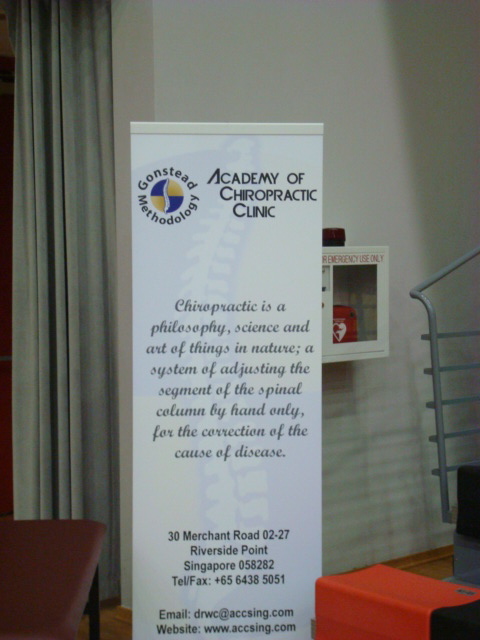 Gonstead
Methodology
ACADEMY OF
CHIROPRACTIC
CLINIC
R EMERGENCY USE ONLY
Chiropractic is a
philosophy, science and
art of things in nature; a
system of adjusting the
segment of the spinal
column by hand only,
for the correction of the
cause of disease.
30 Merchant Road 02-27
Riverside Point
Singapore 058282
Tel/Fax: +65 6438 5051
Email: drwc@accsing.com
Website: www.accsing.com